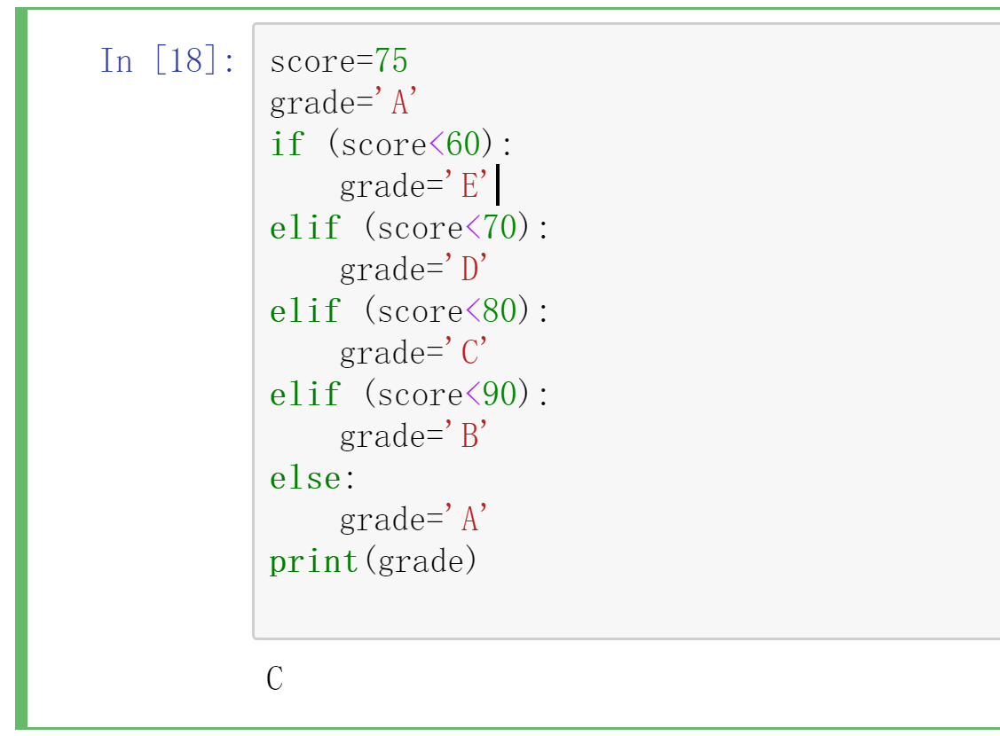 In [18]:
score=75
grade='A'
if (score<60):
    grade='E'
elif (score<70):
    grade='D'
elif (score<80):
    grade='C'
elif (score<90):
    grade='B'
else:
    grade='A'
print(grade)
C